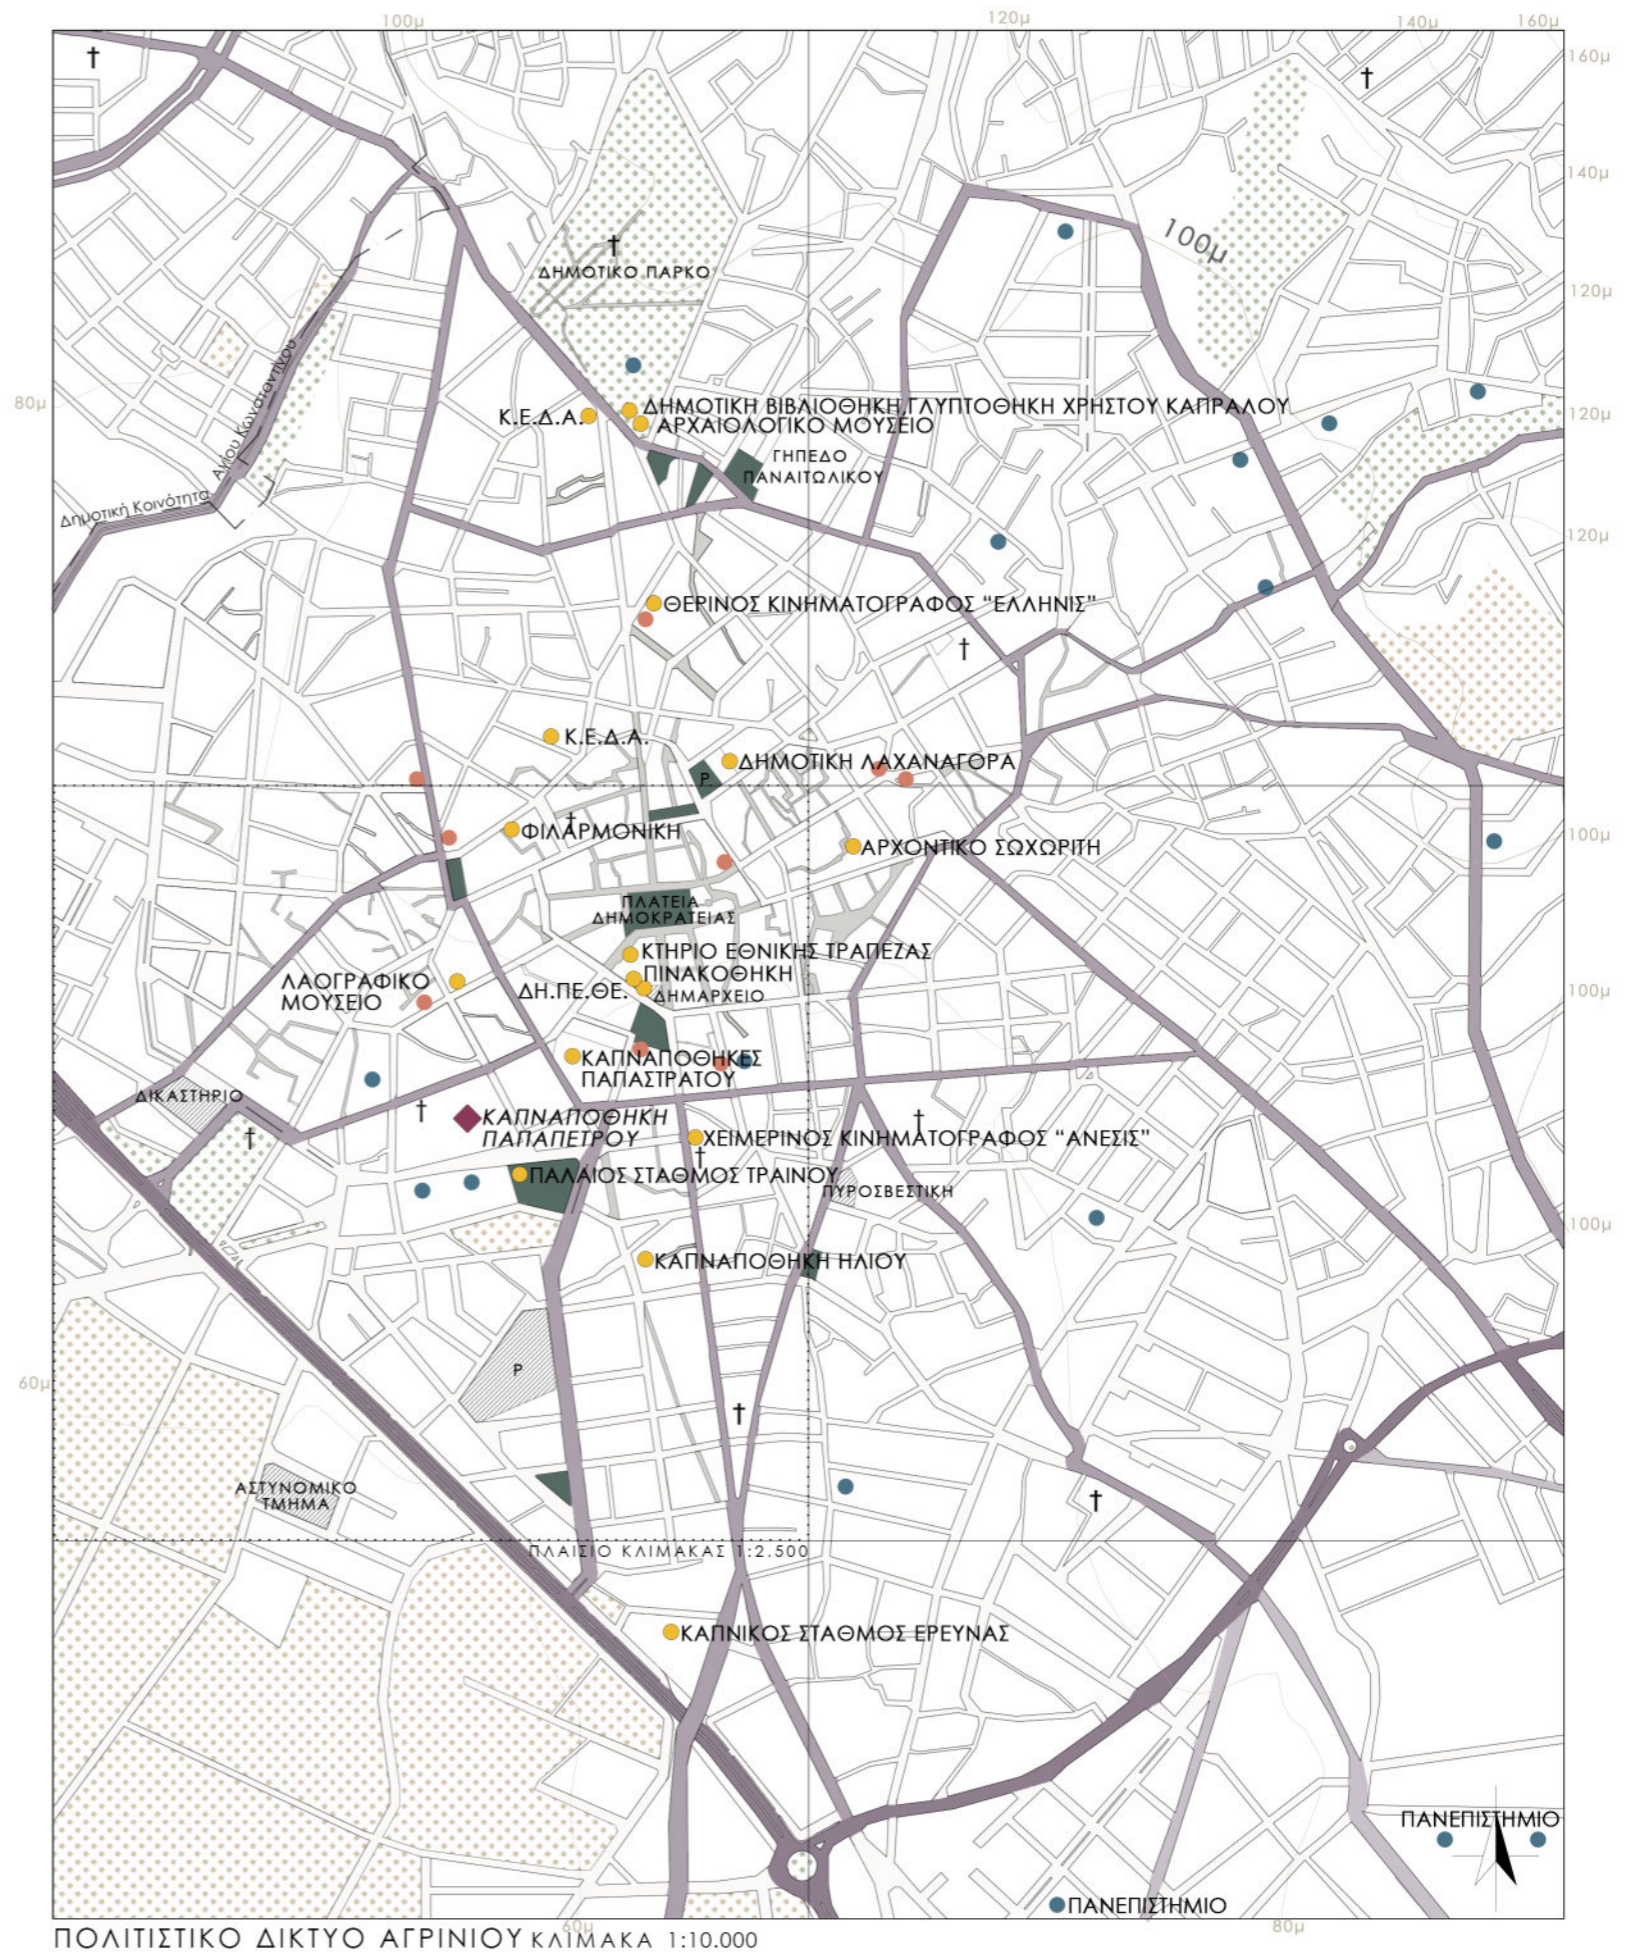 100μ
120μ
140μ
160μ
160μ
140μ
100μ
ΔΗΜΟΤΙΚΟ ΠΑΡΚΟ
120μ
Αγίου Κωνσταντίνου
80μ
Κ.Ε.Δ.Α.
ΔΗΜΟΤΙΚΗ ΒΙΒΛΙΟΘΗΚΗ,ΓΛΥΠΤΟΘΗΚΗ ΧΡΗΣΤΟΥ ΚΑΠΡΑΛΟΥ
ΑΡΧΑΙΟΛΟΓΙΚΟ ΜΟΥΣΕΙΟ
120μ
ΓΗΠΕΔΟ
ΠΑΝΑΙΤΩΛΙΚΟΥ
Δημοτική Κοινότητα
120μ
ΘΕΡΙΝΟΣ ΚΙΝΗΜΑΤΟΓΡΑΦΟΣ “ΕΛΛΗΝΙΣ”
Κ.Ε.Δ.Α.
ΔΗΜΟΤΙΚΗ ΛΑΧΑΝΑΓΟΡΑ
P
ΦΙΛΑΡΜΟΝΙΚΗ
100μ
ΑΡΧΟΝΤΙΚΟ ΣΩΧΩΡΙΤΗ
ΠΛΑΤΕΙΑ
ΔΗΜΟΚΡΑΤΕΙΑΣ
ΚΤΗΡΙΟ ΕΘΝΙΚΗΣ ΤΡΑΠΕΖΑΣ
ΠΙΝΑΚΟΘΗΚΗ
ΛΑΟΓΡΑΦΙΚΟ
ΜΟΥΣΕΙΟ
ΔΗ.ΠΕ.ΘΕ.
ΔΗΜΑΡΧΕΙΟ
100μ
ΚΑΠΝΑΠΟΘΗΚΕΣ
ΠΑΠΑΣΤΡΑΤΟΥ
ΔΙΚΑΣΤΗΡΙΟ
ΚΑΠΝΑΠΟΘΗΚΗ
ΠΑΠΑΠΕΤΡΟΥ
ΧΕΙΜΕΡΙΝΟΣ ΚΙΝΗΜΑΤΟΓΡΑΦΟΣ “ΑΝΕΣΙΣ”
ΠΑΛΑΙΟΣ ΣΤΑΘΜΟΣ ΤΡΑΙΝΟΥ
ΠΥΡΟΣΒΕΣΤΙΚΗ
100μ
ΚΑΠΝΑΠΟΘΗΚΗ ΗΛΙΟΥ
P
60μ
ΑΣΤΥΝΟΜΙΚΟ
ΤΜΗΜΑ
ΠΛΑΙΣΙΟ ΚΛΙΜΑΚΑΣ 1:2.500
ΚΑΠΝΙΚΟΣ ΣΤΑΘΜΟΣ ΕΡΕΥΝΑΣ
ΠΑΝΕΠΙΣΤΗΜΙΟ
ΠΑΝΕΠΙΣΤΗΜΙΟ
60μ
80μ
ΠΟΛΙΤΙΣΤΙΚΟ ΔΙΚΤΥΟ ΑΓΡΙΝΙΟΥ ΚΛΙΜΑΚΑ 1:10.000